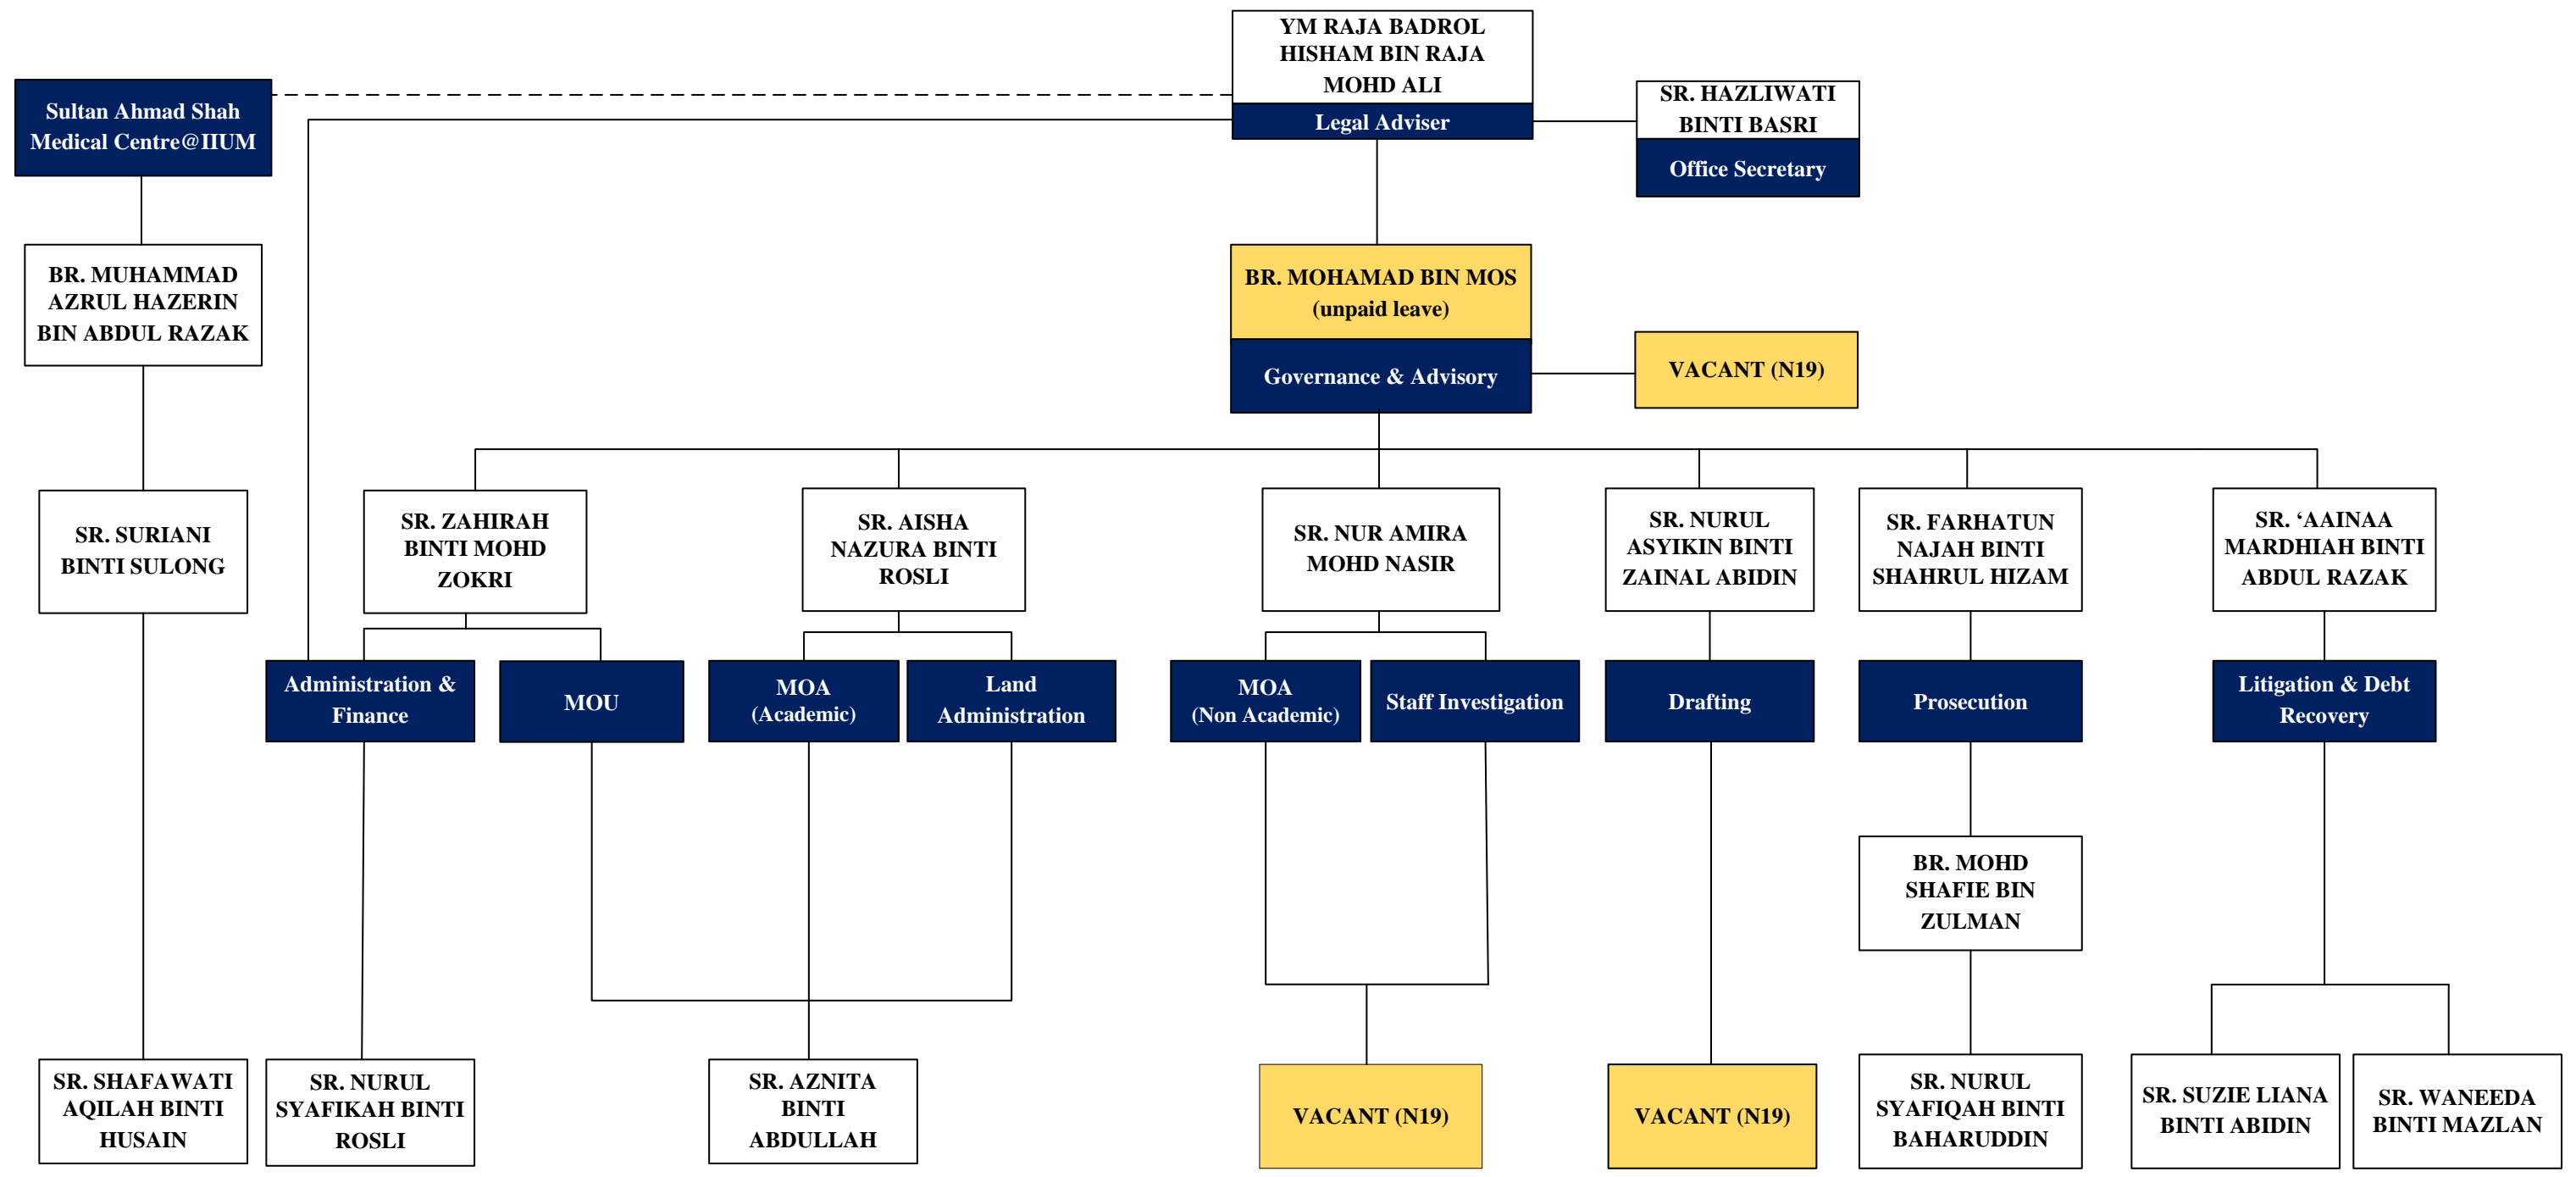 YM RAJA BADROL
HISHAM BIN RAJA
MOHD ALI
Legal Adviser
SR. HAZLIWATI
BINTI BASRI
Office Secretary
Sultan Ahmad Shah
Medical Centre@IIUM
BR. MUHAMMAD
AZRUL HAZERIN
BIN ABDUL RAZAK
BR. MOHAMAD BIN MOS
(unpaid leave)
Governance & Advisory
VACANT (N19)
SR. SURIANI
BINTI SULONG
SR. ZAHIRAH
BINTI MOHD
ZOKRI
SR. AISHA
NAZURA BINTI
ROSLI
SR. NUR AMIRA
MOHD NASIR
SR. NURUL
ASYIKIN BINTI
ZAINAL ABIDIN
SR. FARHATUN
NAJAH BINTI
SHAHRUL HIZAM
SR. ‘AAINAA
MARDHIAH BINTI
ABDUL RAZAK
Administration &
Finance
MOU
MOA
(Academic)
Land
Administration
MOA
(Non Academic)
Staff Investigation
Drafting
Prosecution
Litigation & Debt
Recovery
BR. MOHD
SHAFIE BIN
ZULMAN
SR. SHAFAWATI
AQILAH BINTI
HUSAIN
SR. NURUL
SYAFIKAH BINTI
ROSLI
SR. AZNITA
BINTI
ABDULLAH
VACANT (N19)
VACANT (N19)
SR. NURUL
SYAFIQAH BINTI
BAHARUDDIN
SR. SUZIE LIANA
BINTI ABIDIN
SR. WANEEDA
BINTI MAZLAN